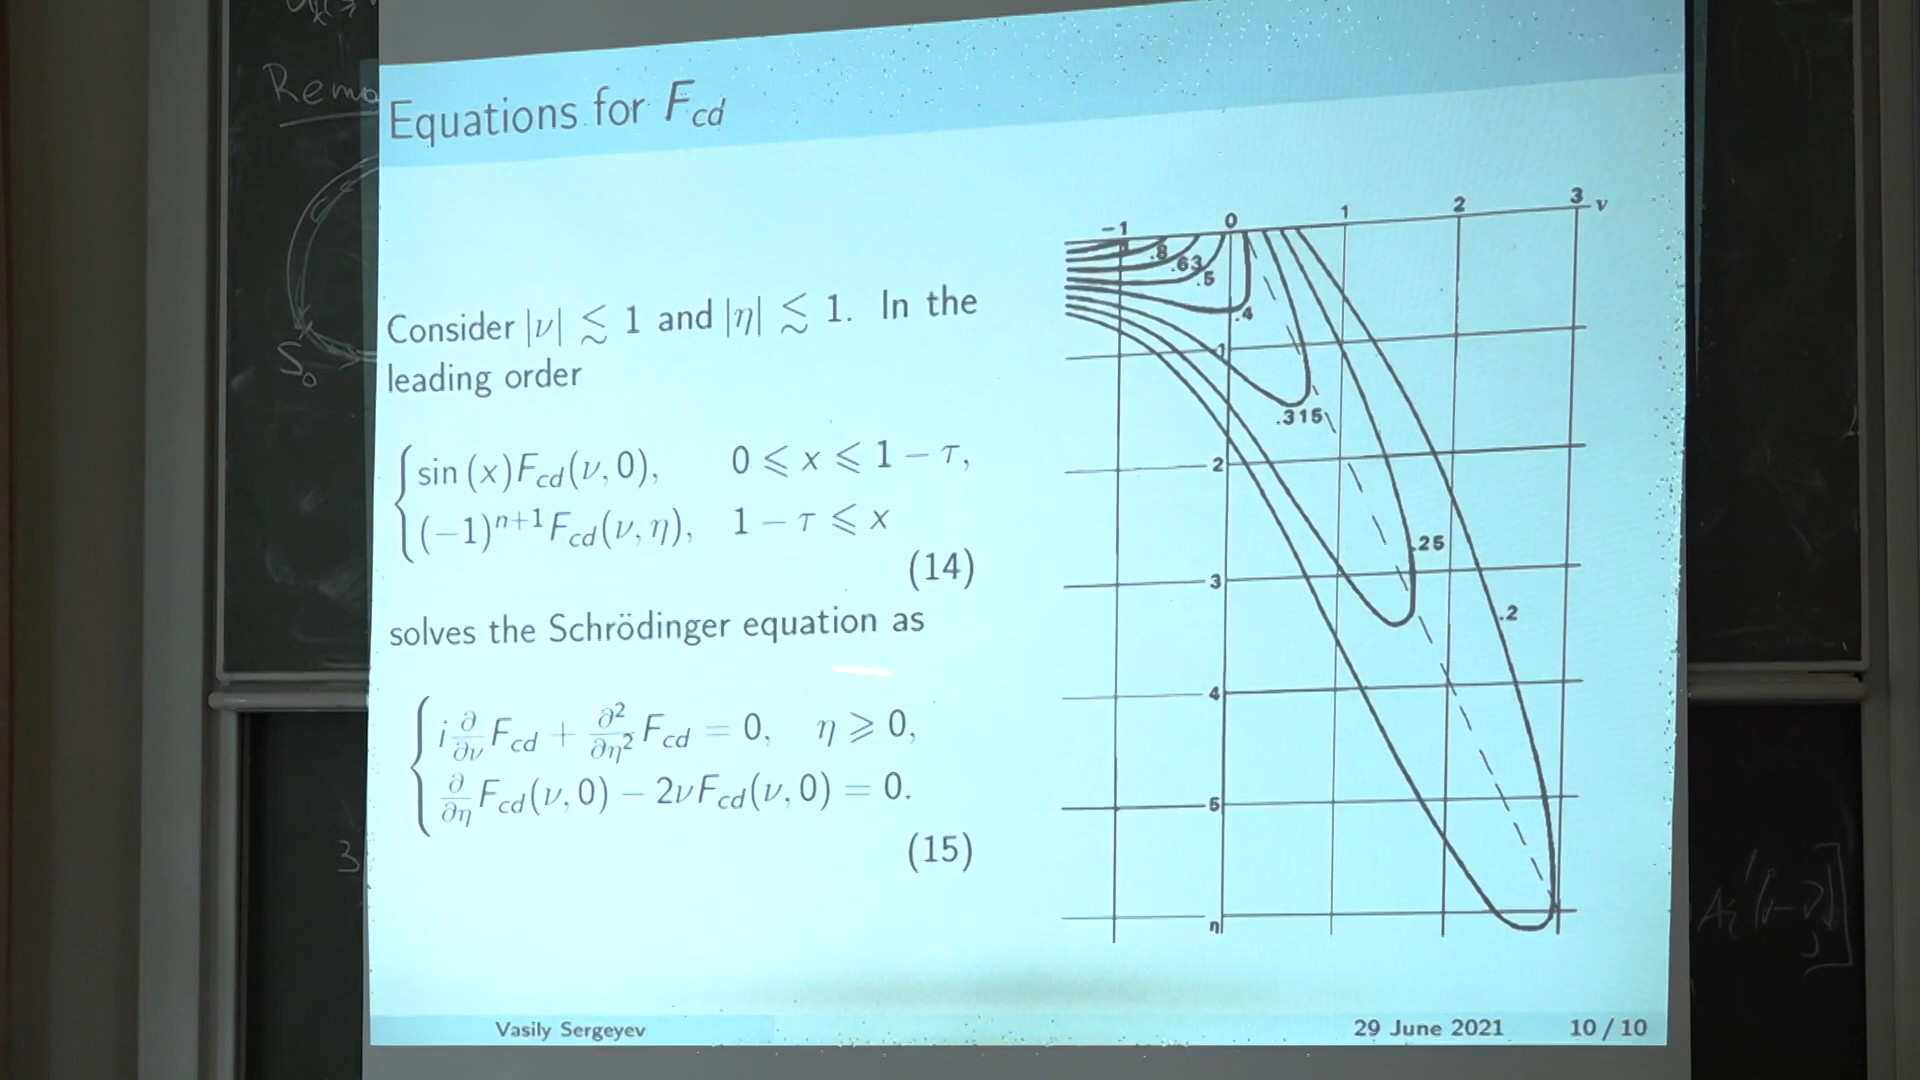 Equations for F_cd
Consider |ν| ≲ 1 and |η| ≲ 1. In the
leading order
{ sin (x)F_cd(ν, 0), 0 ⩽ x ⩽ 1 − τ,
(−1)^{n+1}F_cd(ν, η), 1 − τ ⩽ x
(14)
solves the Schrödinger equation as
{ i ∂/∂ν F_cd + ∂²/∂η² F_cd = 0, η ⩾ 0,
∂/∂η F_cd(ν, 0) − 2νF_cd(ν, 0) = 0.
(15)
−1 0 1 2 3 ν
.8
.63
.5
.4
1
.315
2
.25
3
.2
4
5
η
Vasily Sergeyev 29 June 2021 10 / 10
Rema
S₀
3